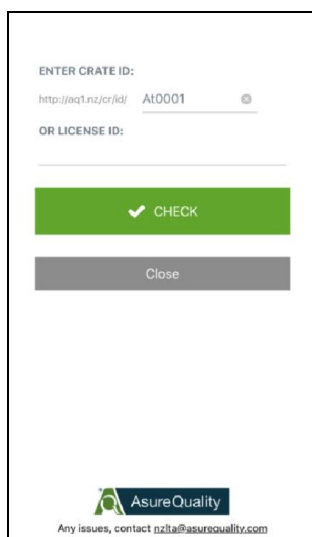 ENTER CRATE ID:
http://aq1.nz/cr/id/ At0001
OR LICENSE ID:
CHECK
Close
AsureQuality
Any issues, contact nzlta@asurequality.com